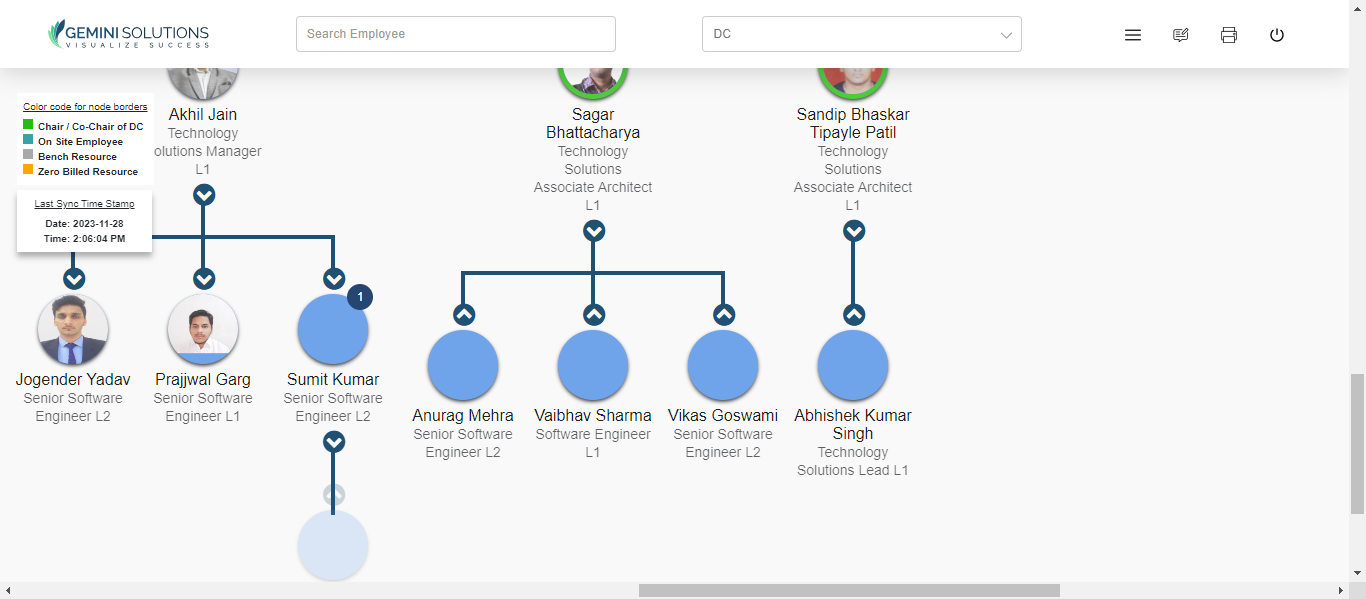 GEMINI SOLUTIONS
VISUALIZE SUCCESS
Search Employee
DC
Color code for node borders
Chair / Co-Chair of DC
On Site Employee
Bench Resource
Zero Billed Resource
Last Sync Time Stamp
Date: 2023-11-28
Time: 2:06:04 PM
Akhil Jain
Technology
olutions Manager
L1
Sagar
Bhattacharya
Technology
Solutions
Associate Architect
L1
Sandip Bhaskar
Tipayle Patil
Technology
Solutions
Associate Architect
L1
Jogender Yadav
Senior Software
Engineer L2
Prajjwal Garg
Senior Software
Engineer L1
1
Sumit Kumar
Senior Software
Engineer L2
Anurag Mehra
Senior Software
Engineer L2
Vaibhav Sharma
Software Engineer
L1
Vikas Goswami
Senior Software
Engineer L2
Abhishek Kumar
Singh
Technology
Solutions Lead L1